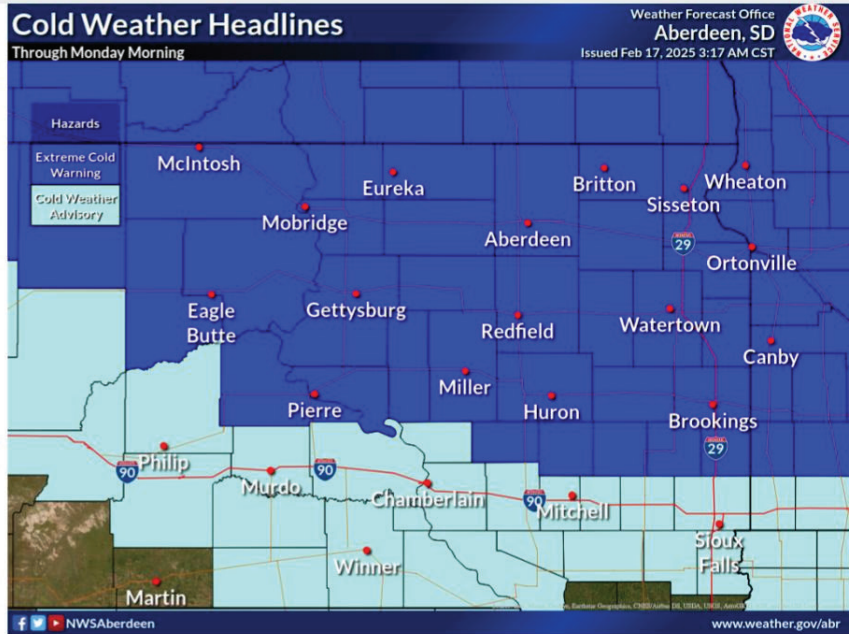 Cold Weather Headlines
Through Monday Morning
Weather Forecast Office
Aberdeen, SD
Issued Feb 17, 2025 3:17 AM CST
NATIONAL WEATHER SERVICE
Hazards
Extreme Cold
Warning
Cold Weather
Advisory
McIntosh
Eureka
Britton
Wheaton
Sisseton
Mobridge
Aberdeen
29
Ortonville
Eagle
Butte
Gettysburg
Redfield
Watertown
Canby
Miller
Pierre
Huron
Brookings
29
Philip
90
Murdo
90
Chamberlain
90
Mitchell
Sioux
Falls
Winner
Martin
NWSAberdeen
www.weather.gov/abr